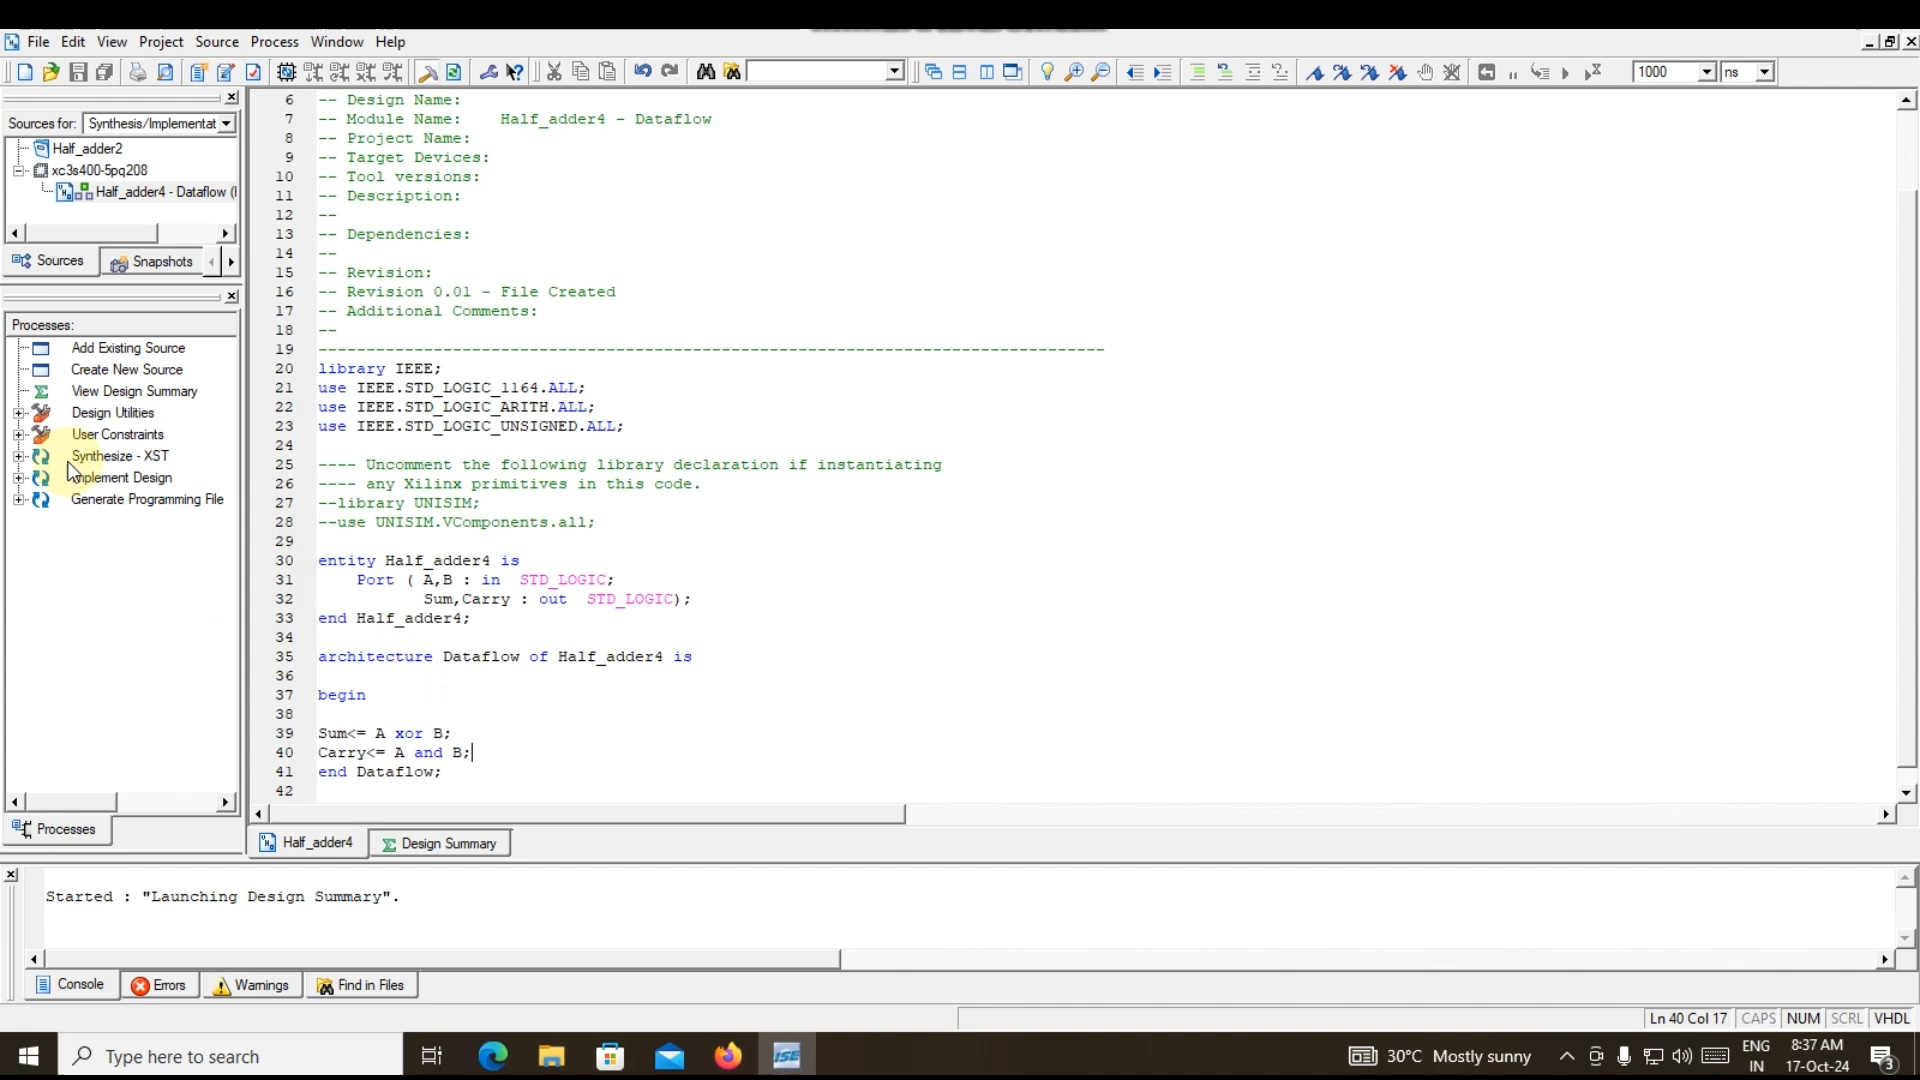 File Edit View Project Source Process Window Help
1000 ns
Sources for: Synthesis/Implementat
Half_adder2
xc3s400-5pq208
Half_adder4 - Dataflow (
Sources Snapshots
Processes:
Add Existing Source
Create New Source
View Design Summary
Design Utilities
User Constraints
Synthesize - XST
Implement Design
Generate Programming File
Processes
6 -- Design Name:
7 -- Module Name:    Half_adder4 - Dataflow
8 -- Project Name:
9 -- Target Devices:
10 -- Tool versions:
11 -- Description:
12 --
13 -- Dependencies:
14 --
15 -- Revision:
16 -- Revision 0.01 - File Created
17 -- Additional Comments:
18 --
19 ----------------------------------------------------------------------------------
20 library IEEE;
21 use IEEE.STD_LOGIC_1164.ALL;
22 use IEEE.STD_LOGIC_ARITH.ALL;
23 use IEEE.STD_LOGIC_UNSIGNED.ALL;
24
25 ---- Uncomment the following library declaration if instantiating
26 ---- any Xilinx primitives in this code.
27 --library UNISIM;
28 --use UNISIM.VComponents.all;
29
30 entity Half_adder4 is
31     Port ( A,B : in  STD_LOGIC;
32            Sum,Carry : out  STD_LOGIC);
33 end Half_adder4;
34
35 architecture Dataflow of Half_adder4 is
36
37 begin
38
39 Sum<= A xor B;
40 Carry<= A and B;
41 end Dataflow;
42
Half_adder4 Design Summary
Started : "Launching Design Summary".
Console Errors Warnings Find in Files
Ln 40 Col 17 CAPS NUM SCRL VHDL
Type here to search
ISE
30°C Mostly sunny
ENG
IN
8:37 AM
17-Oct-24
3